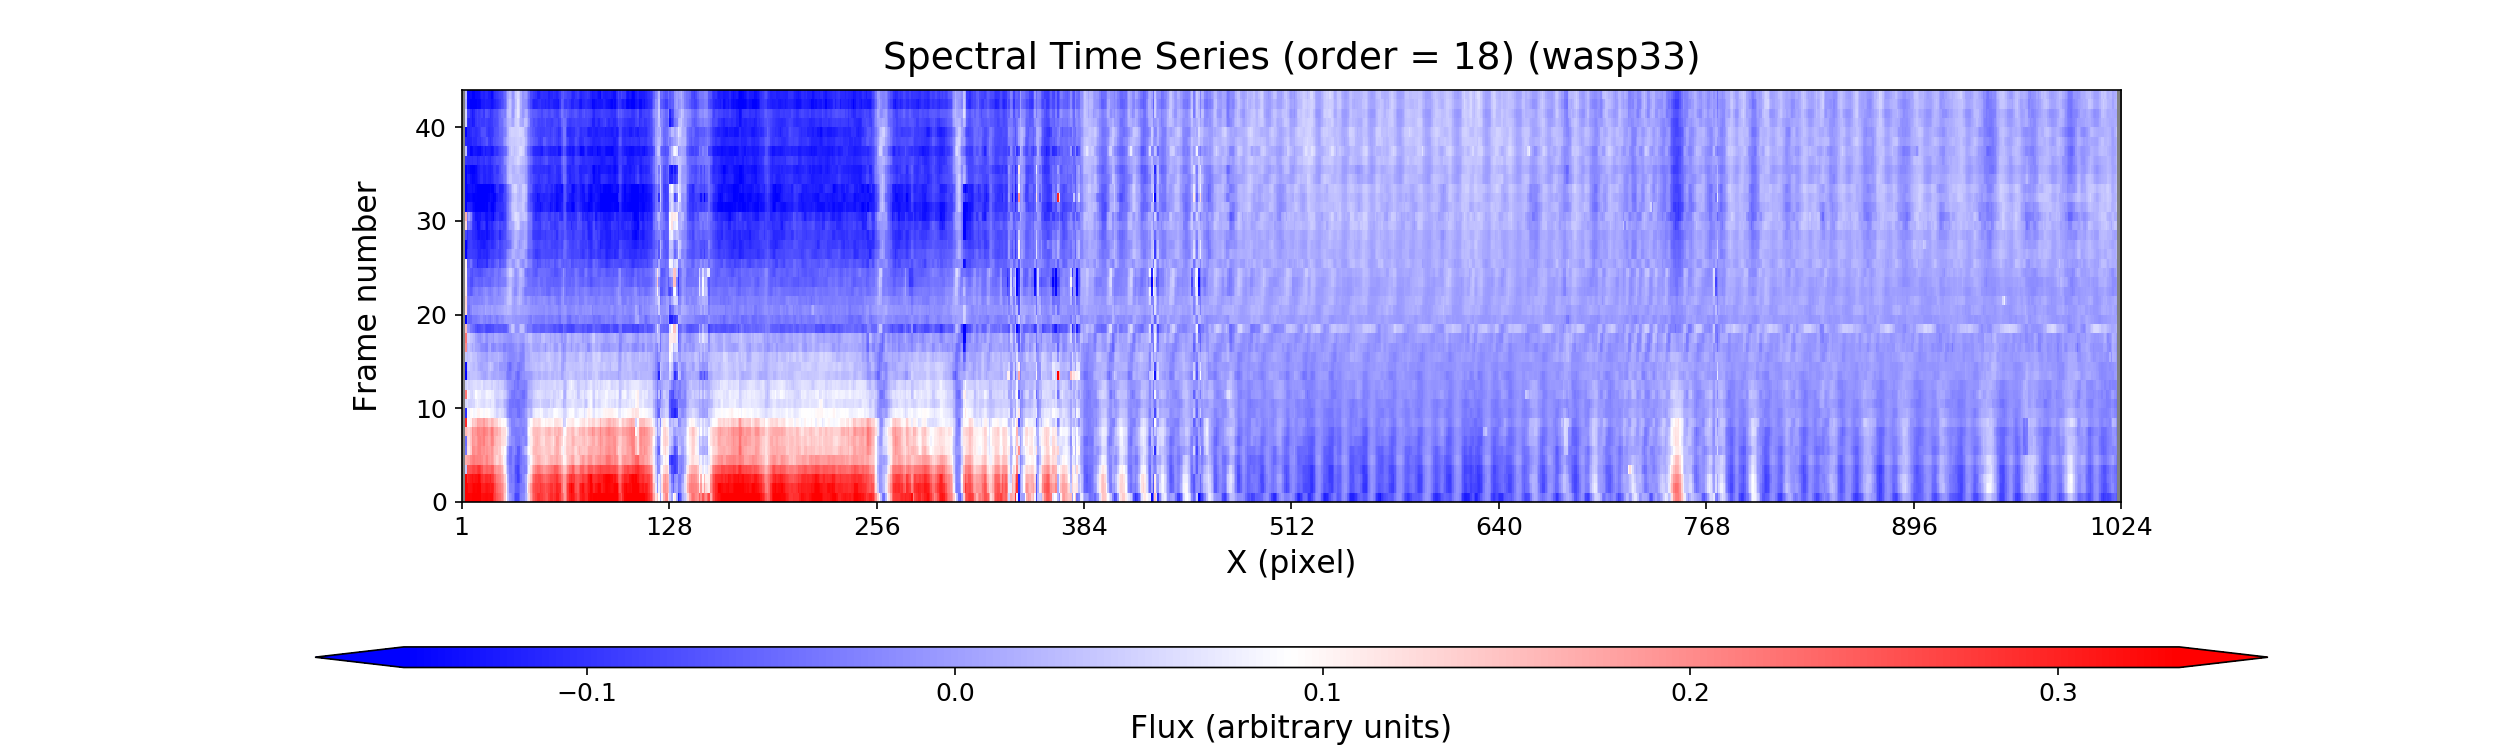 Spectral Time Series (order = 18) (wasp33)
40
30
20
10
0
Frame number
1 128 256 384 512 640 768 896 1024
X (pixel)
−0.1 0.0 0.1 0.2 0.3
Flux (arbitrary units)